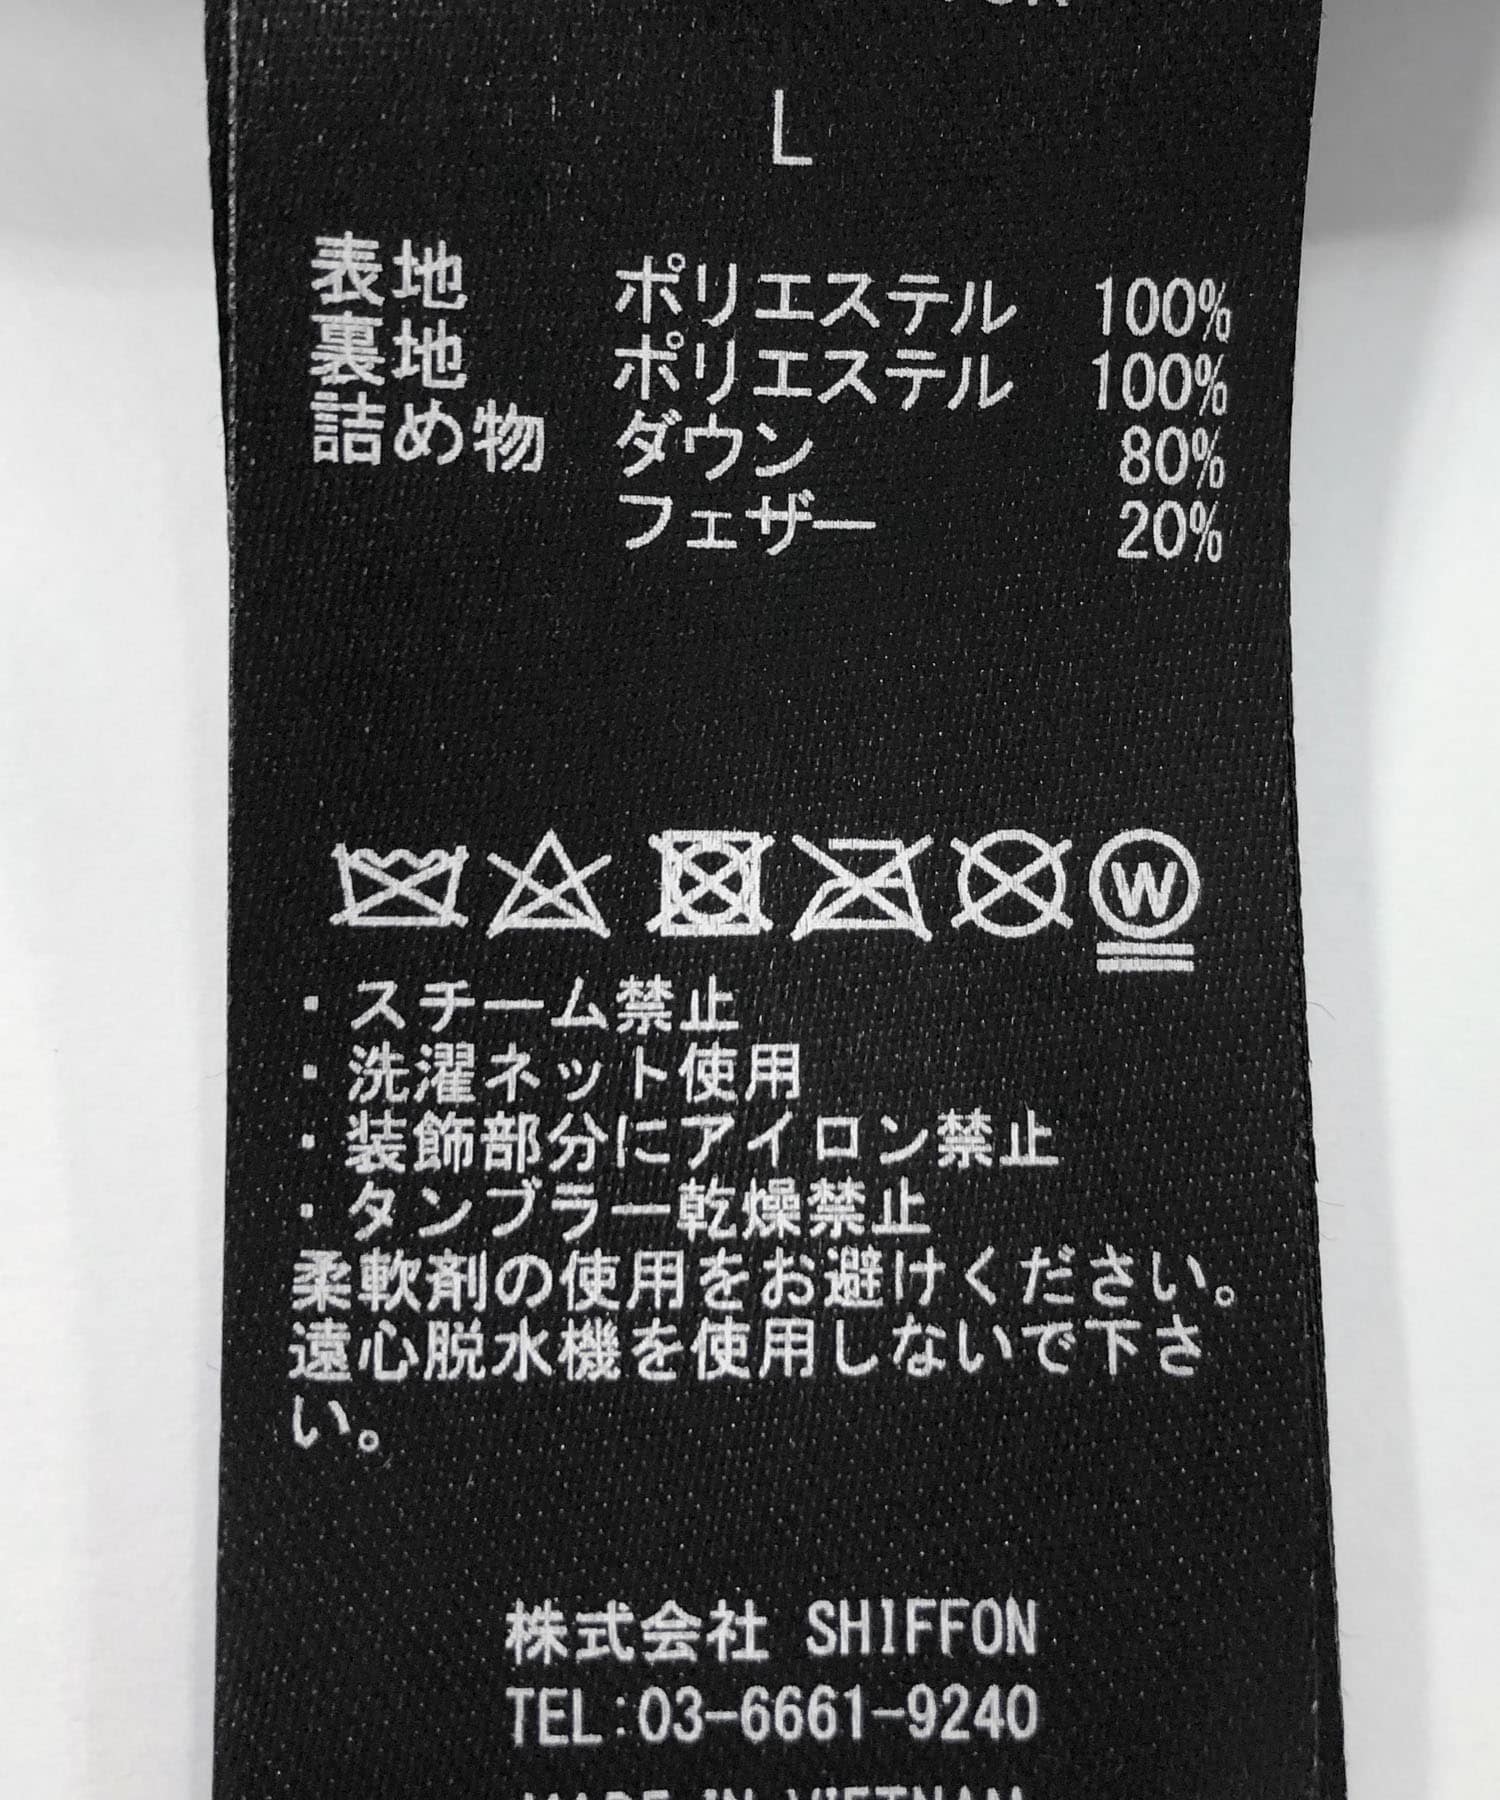 L
表地 ポリエステル 100%
裏地 ポリエステル 100%
詰め物 ダウン 80%
フェザー 20%
W
・スチーム禁止
・洗濯ネット使用
・装飾部分にアイロン禁止
・タンブラー乾燥禁止
柔軟剤の使用をお避けください。
遠心脱水機を使用しないで下さ
い。
株式会社 SHIFFON
TEL:03-6661-9240
MADE IN VIETNAM